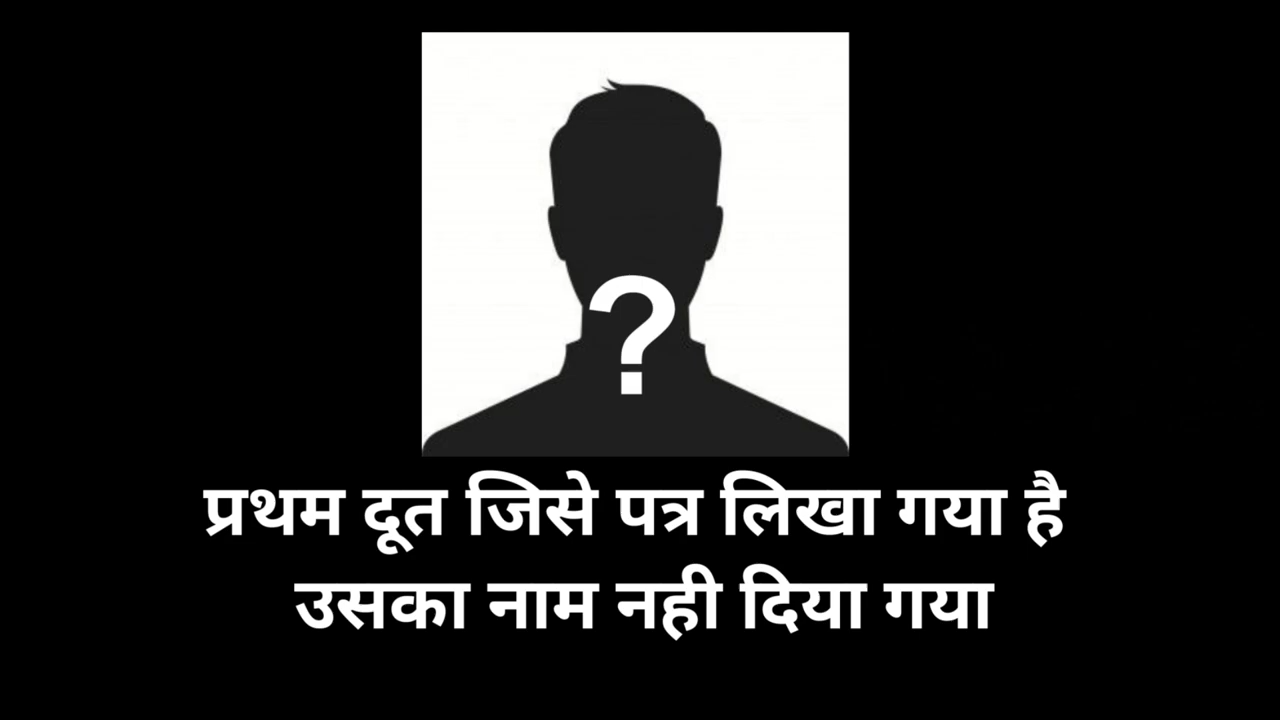 ?
प्रथम दूत जिसे पत्र लिखा गया है
उसका नाम नही दिया गया